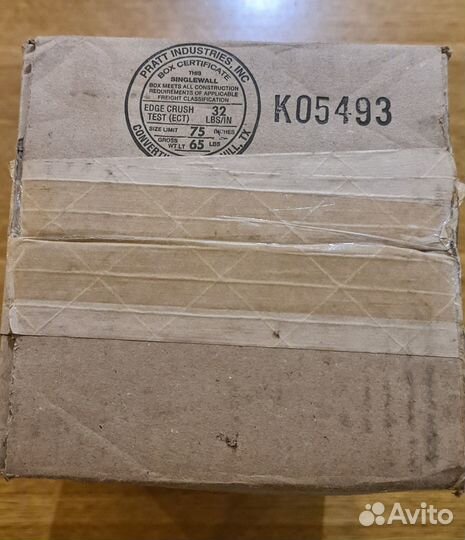 PRATT INDUSTRIES, INC
BOX CERTIFICATE
THIS
SINGLEWALL
BOX MEETS ALL CONSTRUCTION
REQUIREMENTS OF APPLICABLE
FREIGHT CLASSIFICATION
EDGE CRUSH TEST (ECT) 32 LBS/IN
SIZE LIMIT 75 INCHES
GROSS WT LT 65 LBS
TX
K05493
Avito